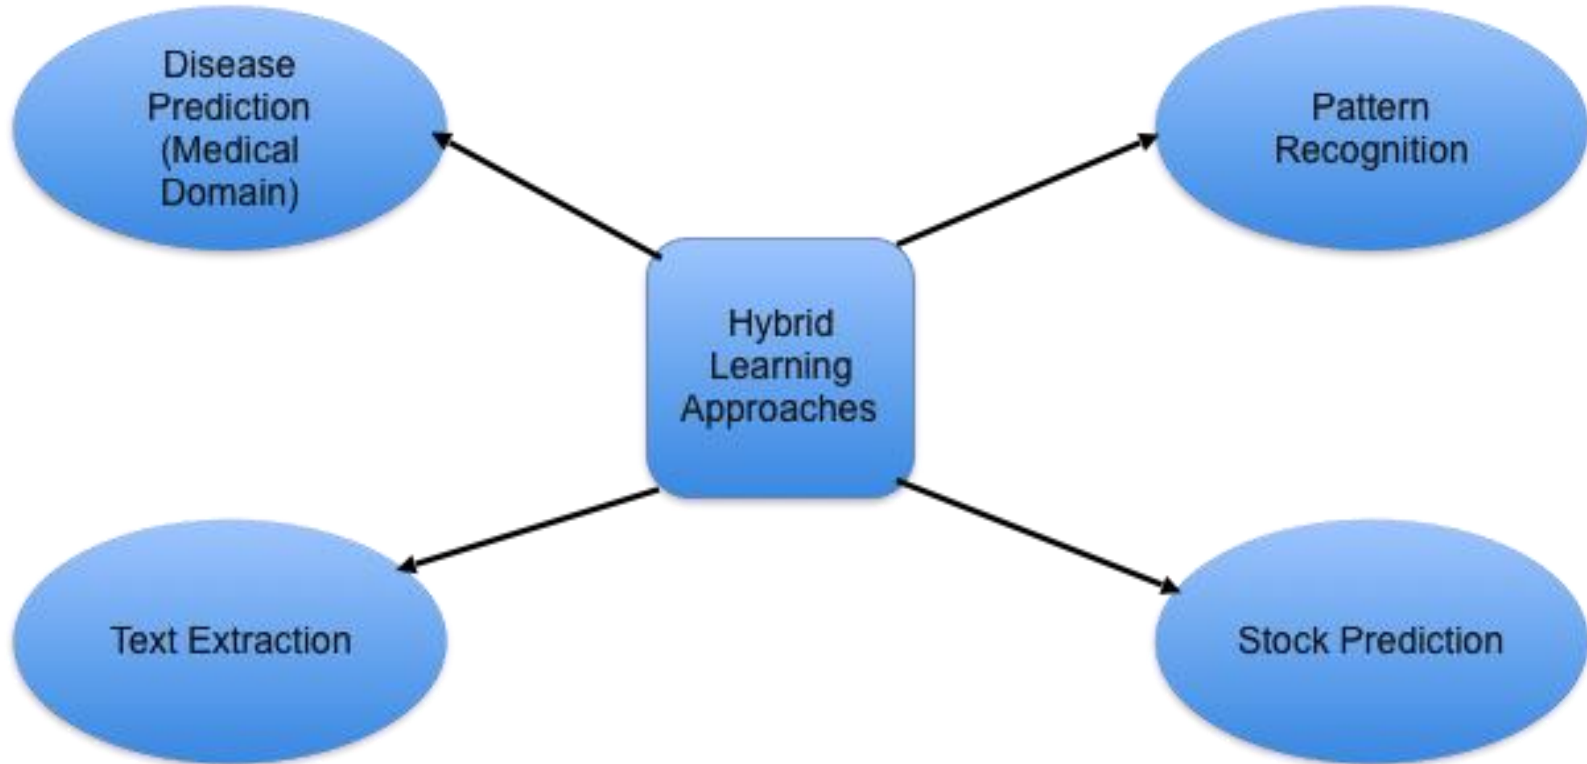 Disease
Prediction
(Medical
Domain)
Pattern
Recognition
Hybrid
Learning
Approaches
Text Extraction
Stock Prediction